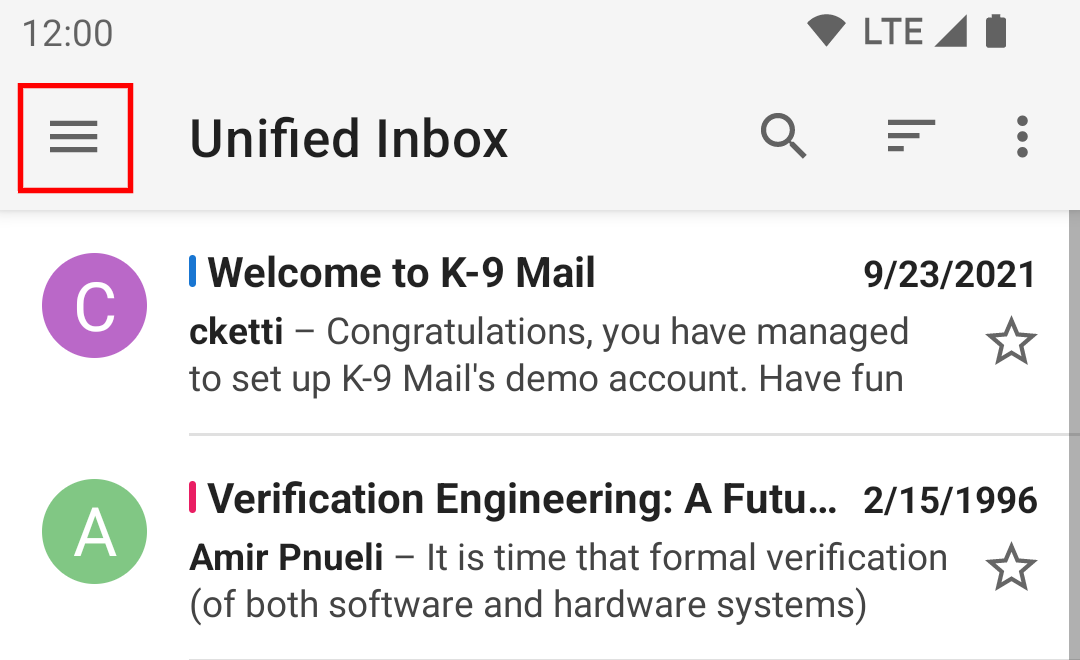 12:00 LTE
Unified Inbox
C
Welcome to K-9 Mail 9/23/2021
cketti – Congratulations, you have managed
to set up K-9 Mail's demo account. Have fun
A
Verification Engineering: A Futu... 2/15/1996
Amir Pnueli – It is time that formal verification
(of both software and hardware systems)